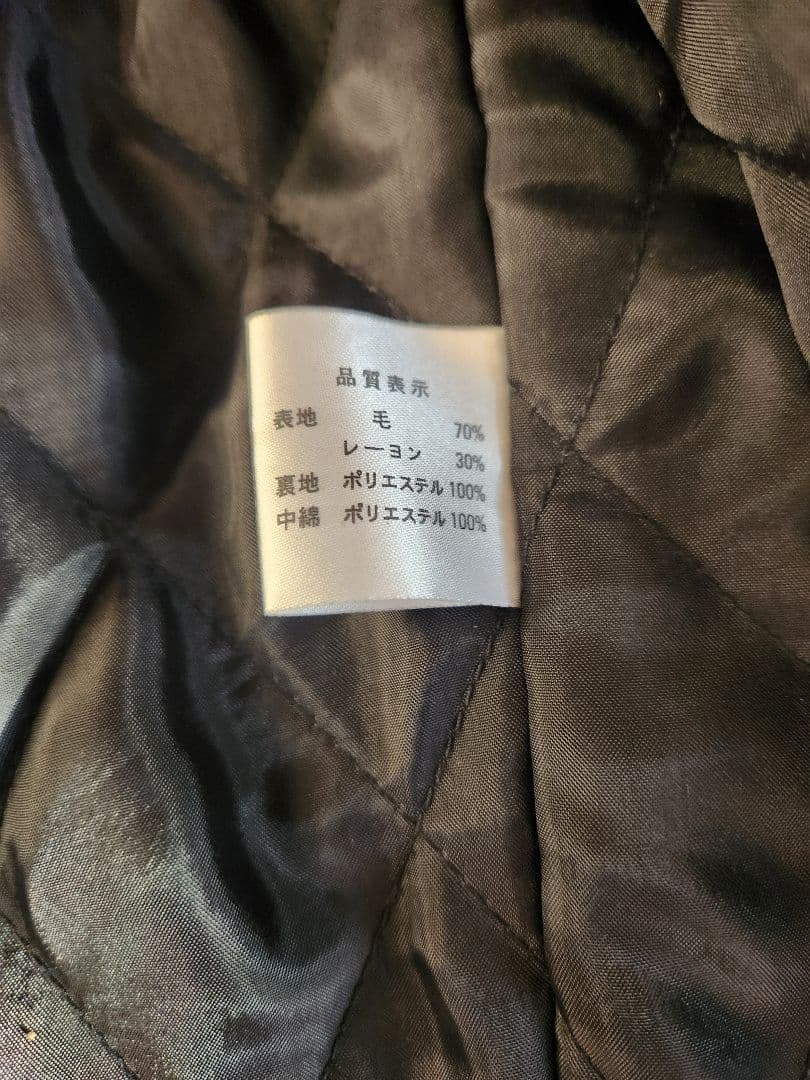 品質表示
表地 毛 70%
レーヨン 30%
裏地 ポリエステル 100%
中綿 ポリエステル 100%